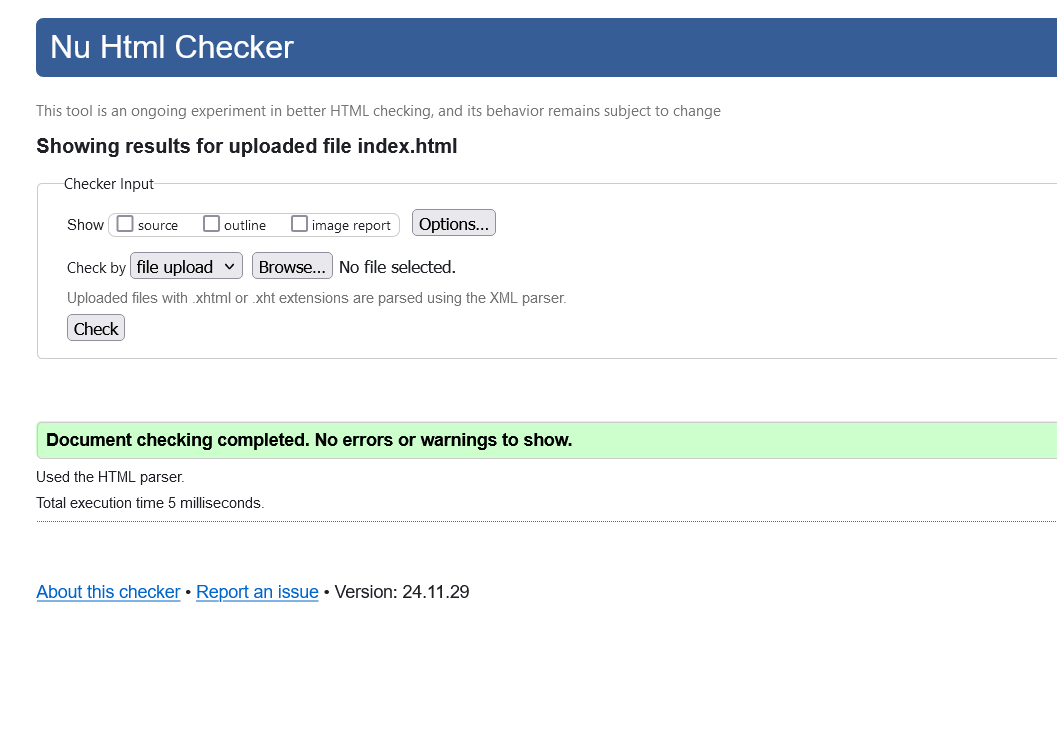 Nu Html Checker
This tool is an ongoing experiment in better HTML checking, and its behavior remains subject to change
Showing results for uploaded file index.html
Checker Input
Show source outline image report Options...
Check by file upload Browse... No file selected.
Uploaded files with .xhtml or .xht extensions are parsed using the XML parser.
Check
Document checking completed. No errors or warnings to show.
Used the HTML parser.
Total execution time 5 milliseconds.
About this checker • Report an issue • Version: 24.11.29